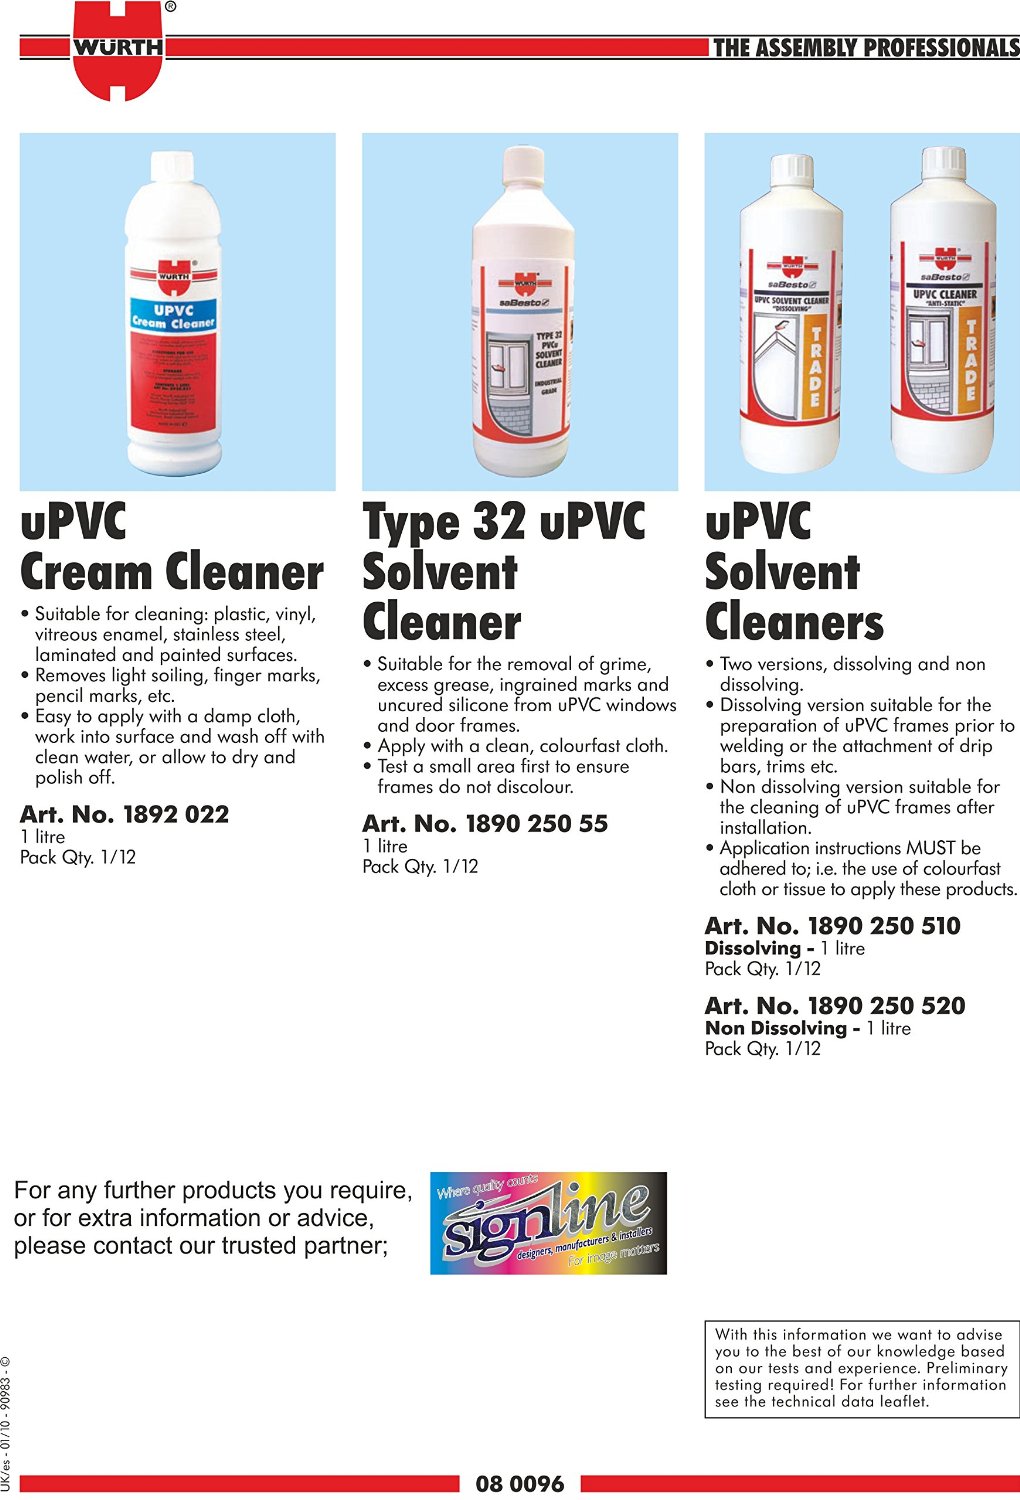 WÜRTH
®
THE ASSEMBLY PROFESSIONALS
WÜRTH
UPVC
Cream Cleaner
DIRECTIONS FOR USE
STORAGE
WÜRTH
saBesto
TYPE 32
PVCu
SOLVENT
CLEANER
INDUSTRIAL
GRADE
WÜRTH
saBesto
UPVC SOLVENT CLEANER
"DISSOLVING"
TRADE
WÜRTH
saBesto
UPVC CLEANER
"ANTI-STATIC"
TRADE
uPVC
Cream Cleaner
• Suitable for cleaning: plastic, vinyl,
vitreous enamel, stainless steel,
laminated and painted surfaces.
• Removes light soiling, finger marks,
pencil marks, etc.
• Easy to apply with a damp cloth,
work into surface and wash off with
clean water, or allow to dry and
polish off.
Art. No. 1892 022
1 litre
Pack Qty. 1/12
Type 32 uPVC
Solvent
Cleaner
• Suitable for the removal of grime,
excess grease, ingrained marks and
uncured silicone from uPVC windows
and door frames.
• Apply with a clean, colourfast cloth.
• Test a small area first to ensure
frames do not discolour.
Art. No. 1890 250 55
1 litre
Pack Qty. 1/12
uPVC
Solvent
Cleaners
• Two versions, dissolving and non
dissolving.
• Dissolving version suitable for the
preparation of uPVC frames prior to
welding or the attachment of drip
bars, trims etc.
• Non dissolving version suitable for
the cleaning of uPVC frames after
installation.
• Application instructions MUST be
adhered to; i.e. the use of colourfast
cloth or tissue to apply these products.
Art. No. 1890 250 510
Dissolving - 1 litre
Pack Qty. 1/12
Art. No. 1890 250 520
Non Dissolving - 1 litre
Pack Qty. 1/12
For any further products you require,
or for extra information or advice,
please contact our trusted partner;
Where quality counts
signline
designers, manufacturers & installers
For image matters
With this information we want to advise
you to the best of our knowledge based
on our tests and experience. Preliminary
testing required! For further information
see the technical data leaflet.
UK/es - 01/10 - 90983 - ©
08 0096